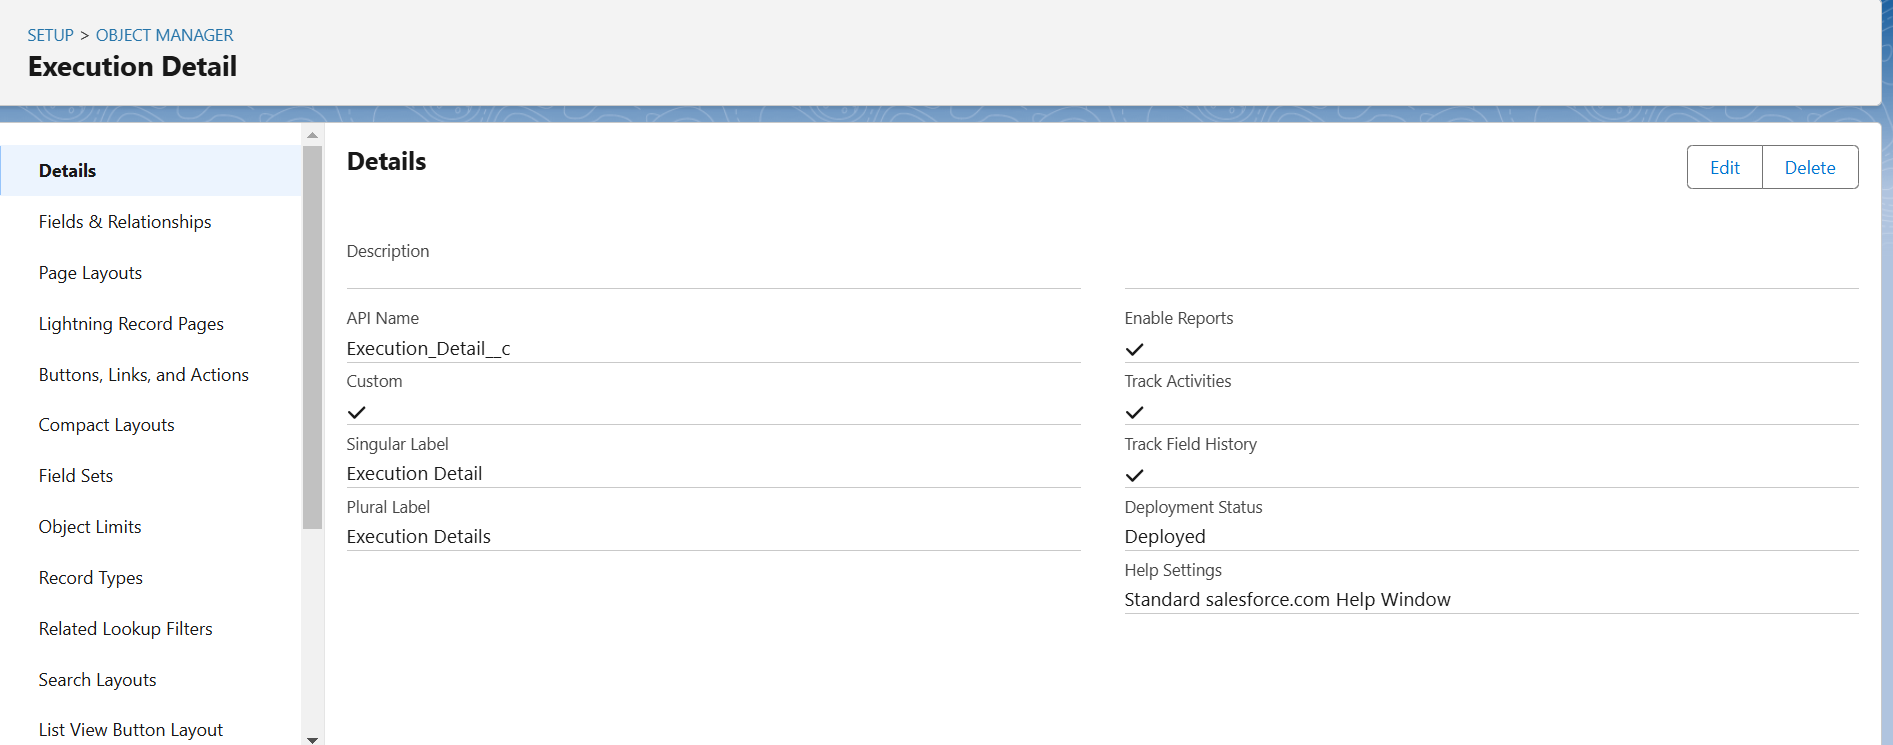 SETUP > OBJECT MANAGER
Execution Detail
Details
Fields & Relationships
Page Layouts
Lightning Record Pages
Buttons, Links, and Actions
Compact Layouts
Field Sets
Object Limits
Record Types
Related Lookup Filters
Search Layouts
List View Button Layout
Details
Edit
Delete
Description
API Name
Execution_Detail__c
Custom
Singular Label
Execution Detail
Plural Label
Execution Details
Enable Reports
Track Activities
Track Field History
Deployment Status
Deployed
Help Settings
Standard salesforce.com Help Window